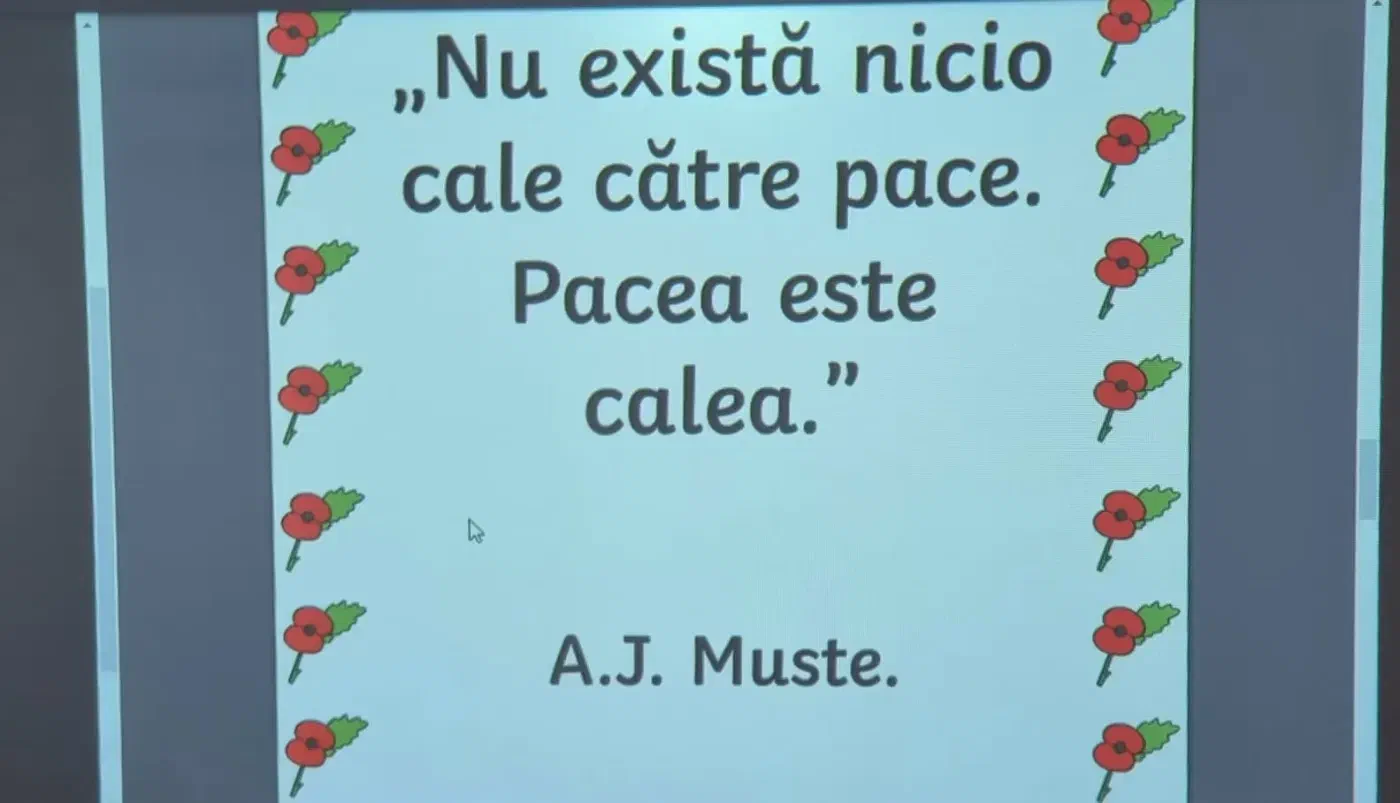 „Nu există nicio
cale către pace.
Pacea este
calea.”
A.J. Muste.